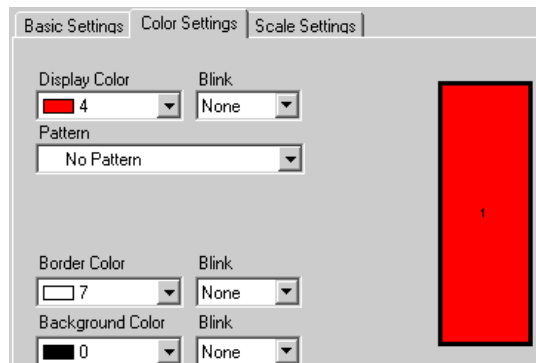 Basic Settings Color Settings Scale Settings
Display Color Blink
4 None
Pattern
No Pattern
1
Border Color Blink
7 None
Background Color Blink
0 None